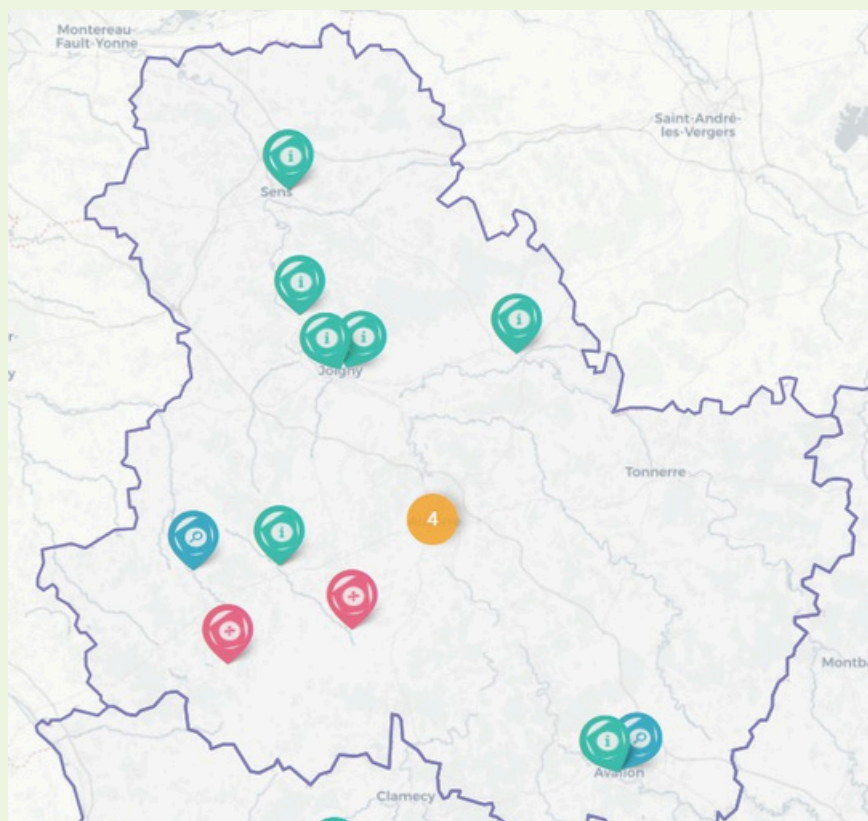 Montereau
Fault-Yonne
Saint-André-
les-Vergers
Sens
Joigny
Tonnerre
4
Montb
Avallon
Clamecy